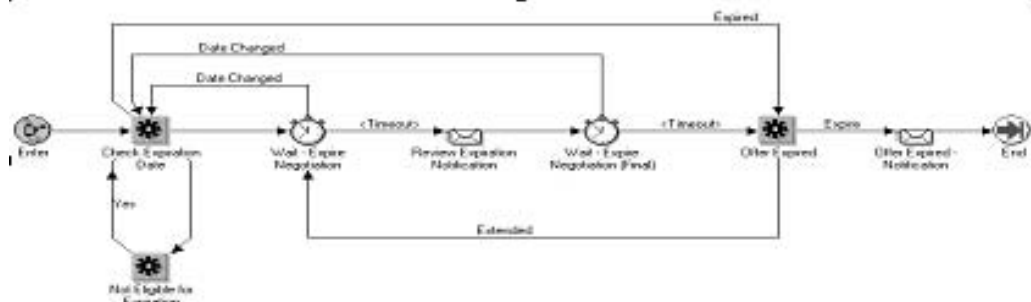 Expired
Date Changed
Date Changed
<Timeout>
<Timeout>
Expire
Enter
Check Expiration
Date
Wait - Expire
Negotiation
Review Expiration
Notification
Wait - Expire
Negotiation (Final)
Offer Expired
Offer Expired -
Notification
End
Yes
Extended
Not Eligible for
Expiration